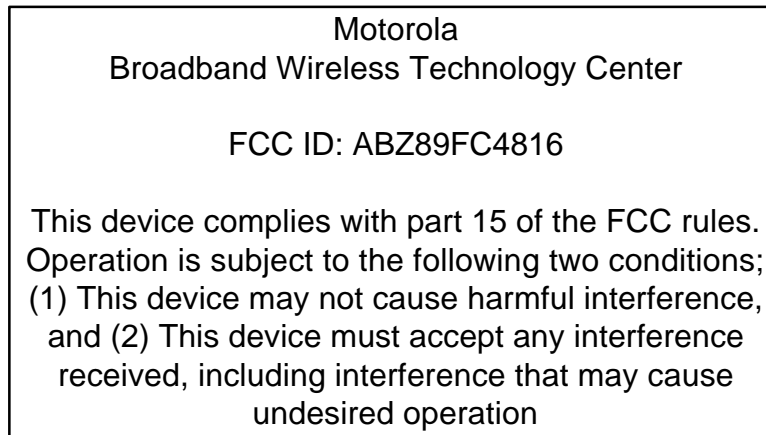 Motorola
Broadband Wireless Technology Center
FCC ID: ABZ89FC4816
This device complies with part 15 of the FCC rules.
Operation is subject to the following two conditions;
(1) This device may not cause harmful interference,
and (2) This device must accept any interference
received, including interference that may cause
undesired operation